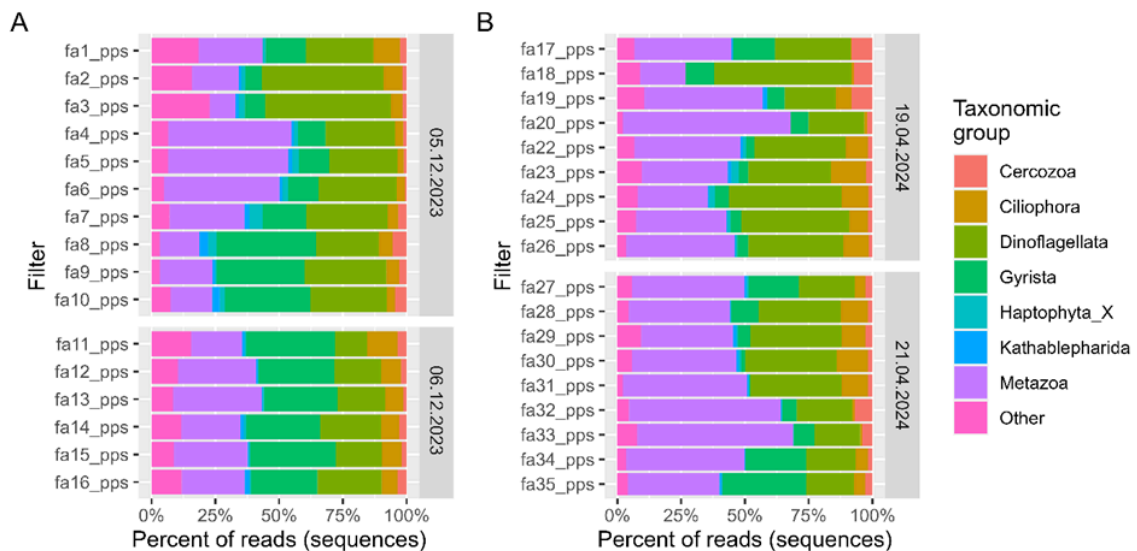 A
Filter
fa1_pps
fa2_pps
fa3_pps
fa4_pps
fa5_pps
fa6_pps
fa7_pps
fa8_pps
fa9_pps
fa10_pps
05.12.2023
fa11_pps
fa12_pps
fa13_pps
fa14_pps
fa15_pps
fa16_pps
06.12.2023
0% 25% 50% 75% 100%
Percent of reads (sequences)
B
Filter
fa17_pps
fa18_pps
fa19_pps
fa20_pps
fa22_pps
fa23_pps
fa24_pps
fa25_pps
fa26_pps
19.04.2024
fa27_pps
fa28_pps
fa29_pps
fa30_pps
fa31_pps
fa32_pps
fa33_pps
fa34_pps
fa35_pps
21.04.2024
0% 25% 50% 75% 100%
Percent of reads (sequences)
Taxonomic
group
Cercozoa
Ciliophora
Dinoflagellata
Gyrista
Haptophyta_X
Kathablepharida
Metazoa
Other